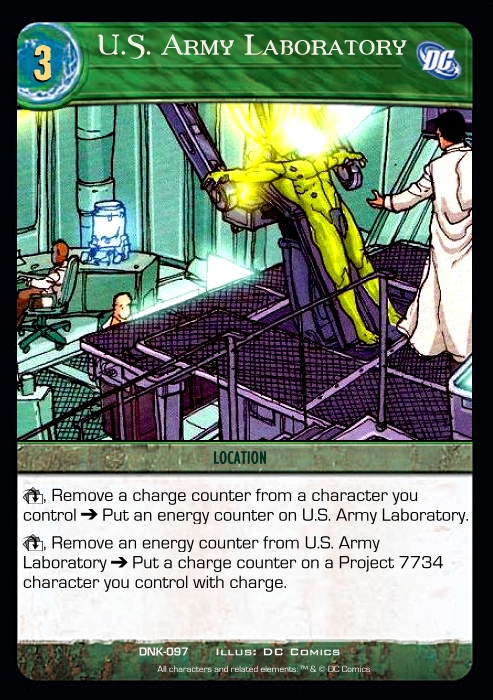 3
U.S. Army Laboratory
DC
LOCATION
, Remove a charge counter from a character you
control ➔ Put an energy counter on U.S. Army Laboratory.
, Remove an energy counter from U.S. Army
Laboratory ➔ Put a charge counter on a Project 7734
character you control with charge.
DNK-097 Illus: DC Comics
All characters and related elements: ™ & © DC Comics